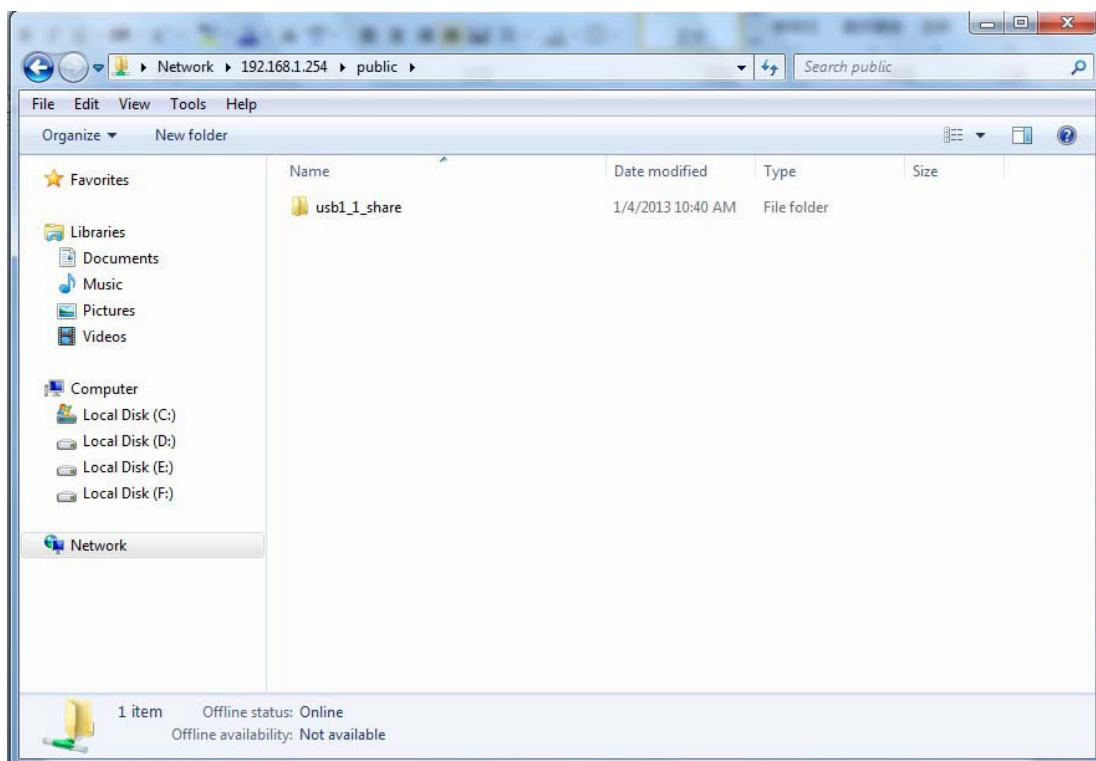 Network 192.168.1.254 public
Search public
File Edit View Tools Help
Organize New folder
Favorites
Libraries
Documents
Music
Pictures
Videos
Computer
Local Disk (C:)
Local Disk (D:)
Local Disk (E:)
Local Disk (F:)
Network
Name Date modified Type Size
usb1_1_share 1/4/2013 10:40 AM File folder
1 item Offline status: Online
Offline availability: Not available